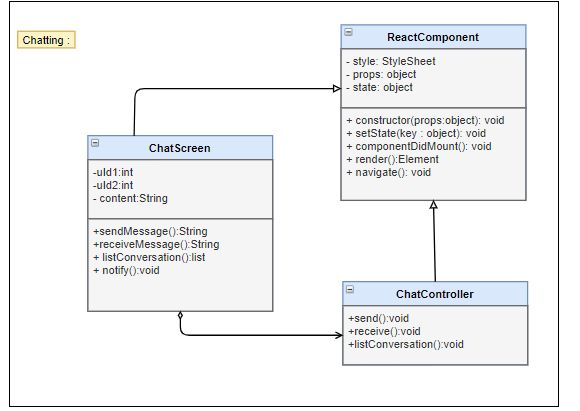 Chatting :
ReactComponent
- style: StyleSheet
- props: object
- state: object
+ constructor(props:object): void
+ setState(key : object): void
+ componentDidMount(): void
+ render():Element
+ navigate(): void
ChatScreen
-uId1:int
-uId2:int
- content:String
+sendMessage():String
+receiveMessage():String
+ listConversation():list
+ notify():void
ChatController
+send():void
+receive():void
+listConversation():void